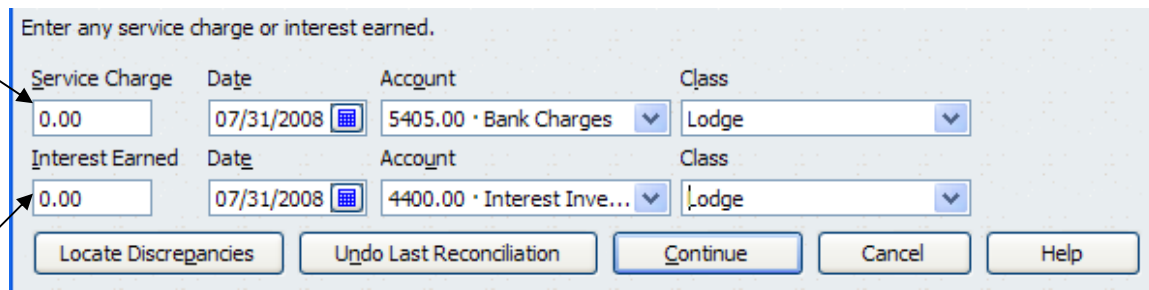 Enter any service charge or interest earned.
Service Charge Date Account Class
0.00 07/31/2008 5405.00 · Bank Charges Lodge
Interest Earned Date Account Class
0.00 07/31/2008 4400.00 · Interest Inve... Lodge
Locate Discrepancies Undo Last Reconciliation Continue Cancel Help